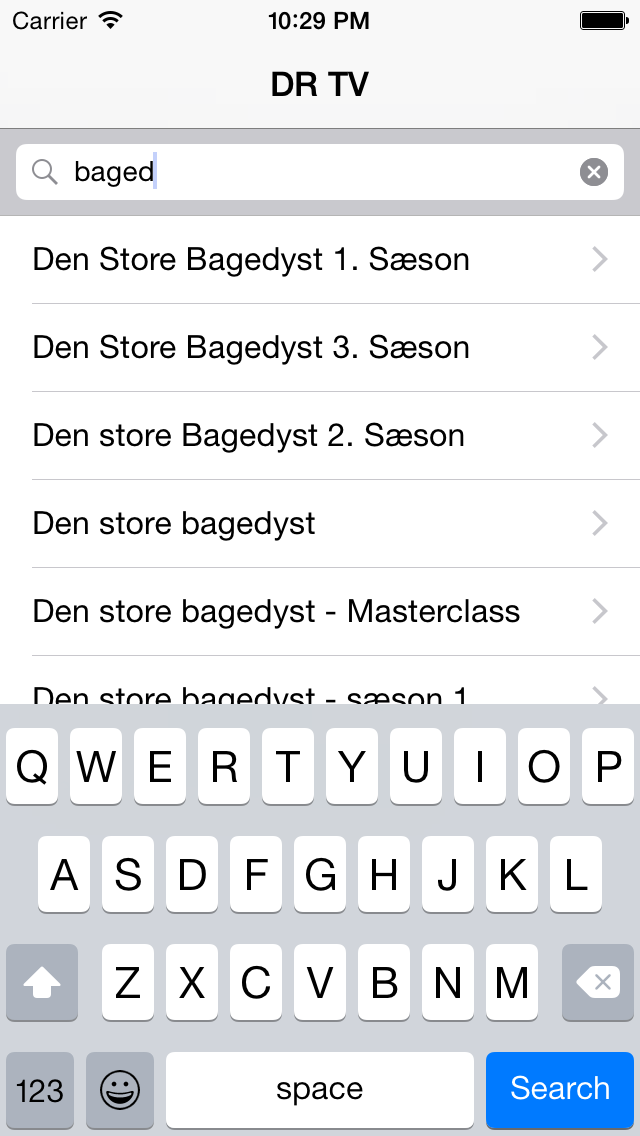 Carrier 10:29 PM
DR TV
baged
Den Store Bagedyst 1. Sæson
Den Store Bagedyst 3. Sæson
Den store Bagedyst 2. Sæson
Den store bagedyst
Den store bagedyst - Masterclass
Den store bagedyst - sæson 1
Q W E R T Y U I O P
A S D F G H J K L
Z X C V B N M
123 space Search